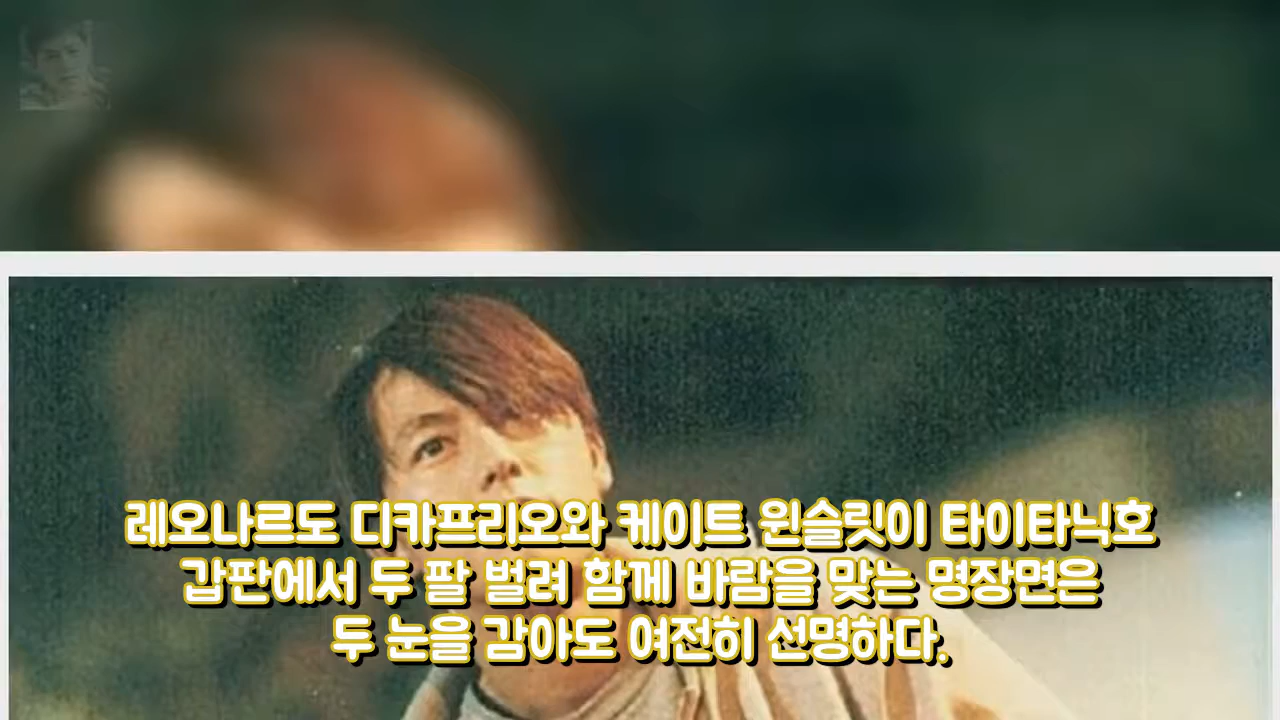 레오나르도 디카프리오와 케이트 윈슬릿이 타이타닉호
갑판에서 두 팔 벌려 함께 바람을 맞는 명장면은
두 눈을 감아도 여전히 선명하다.